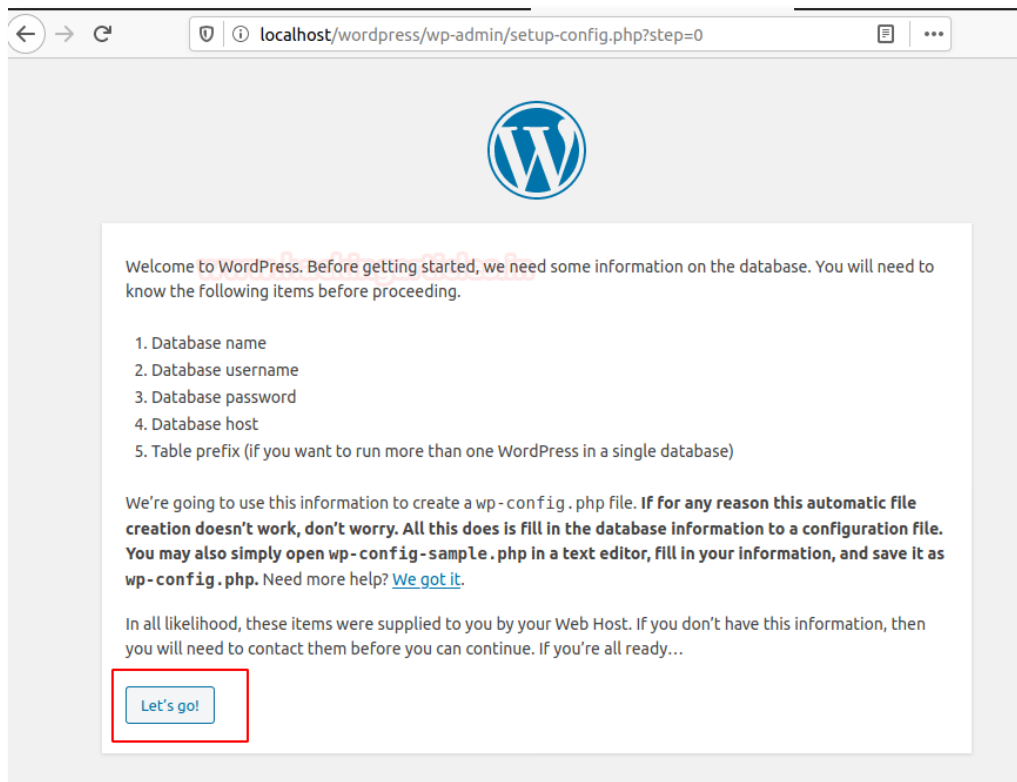 localhost/wordpress/wp-admin/setup-config.php?step=0
W
www.hackingarticles.in
Welcome to WordPress. Before getting started, we need some information on the database. You will need to
know the following items before proceeding.
1. Database name
2. Database username
3. Database password
4. Database host
5. Table prefix (if you want to run more than one WordPress in a single database)
We’re going to use this information to create a wp-config.php file. If for any reason this automatic file
creation doesn’t work, don’t worry. All this does is fill in the database information to a configuration file.
You may also simply open wp-config-sample.php in a text editor, fill in your information, and save it as
wp-config.php. Need more help? We got it.
In all likelihood, these items were supplied to you by your Web Host. If you don’t have this information, then
you will need to contact them before you can continue. If you’re all ready…
Let’s go!